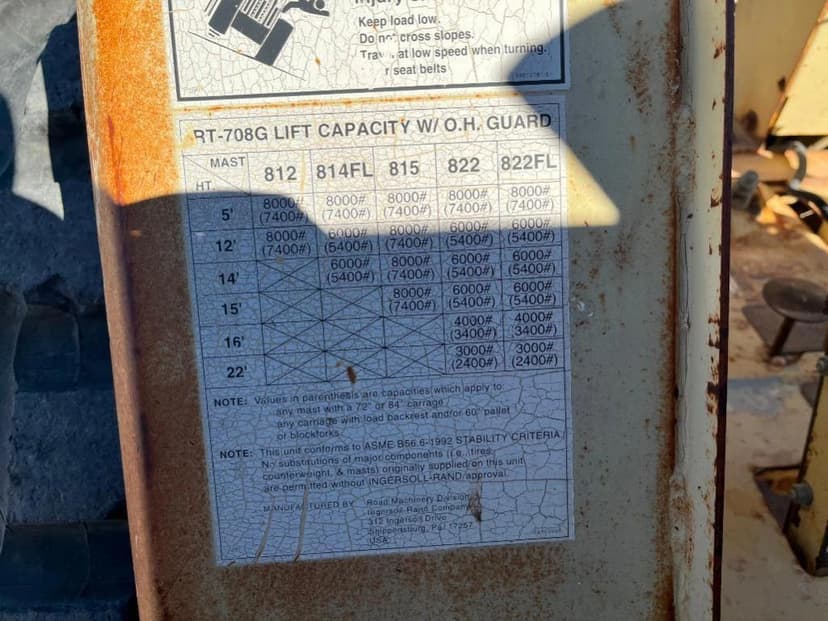 Keep load low.
Do not cross slopes.
at low speed when turning.
seat belts
RT-708G LIFT CAPACITY W/ O.H. GUARD
MAST HT. 812 814FL 815 822 822FL
5' 8000# (7400#) 8000# (7400#) 8000# (7400#) 8000# (7400#) 8000# (7400#)
12' 8000# (7400#) 6000# (5400#) 8000# (7400#) 6000# (5400#) 6000# (5400#)
14' 6000# (5400#) 8000# (7400#) 6000# (5400#) 6000# (5400#)
15' 8000# (7400#) 6000# (5400#) 6000# (5400#)
16' 4000# (3400#) 4000# 3400#)
22' 3000# (2400#) 3000# (2400#)
NOTE: Values in parenthesis are capacities which apply to
any mast with a 72" or 84" carriage
any carriage with load backrest and/or 60" pallet
or blockforks.
NOTE: This unit conforms to ASME B56.6-1992 STABILITY CRITERIA
No substitutions of major components (i.e. tires,
counterweight, & masts) originally supplied on this unit
are permitted without INGERSOLL-RAND approval
MANUFACTURED BY Road Machinery Division
Ingersoll Rand Company
312 Ingersoll Drive
Shippensburg, Pa 17257
USA